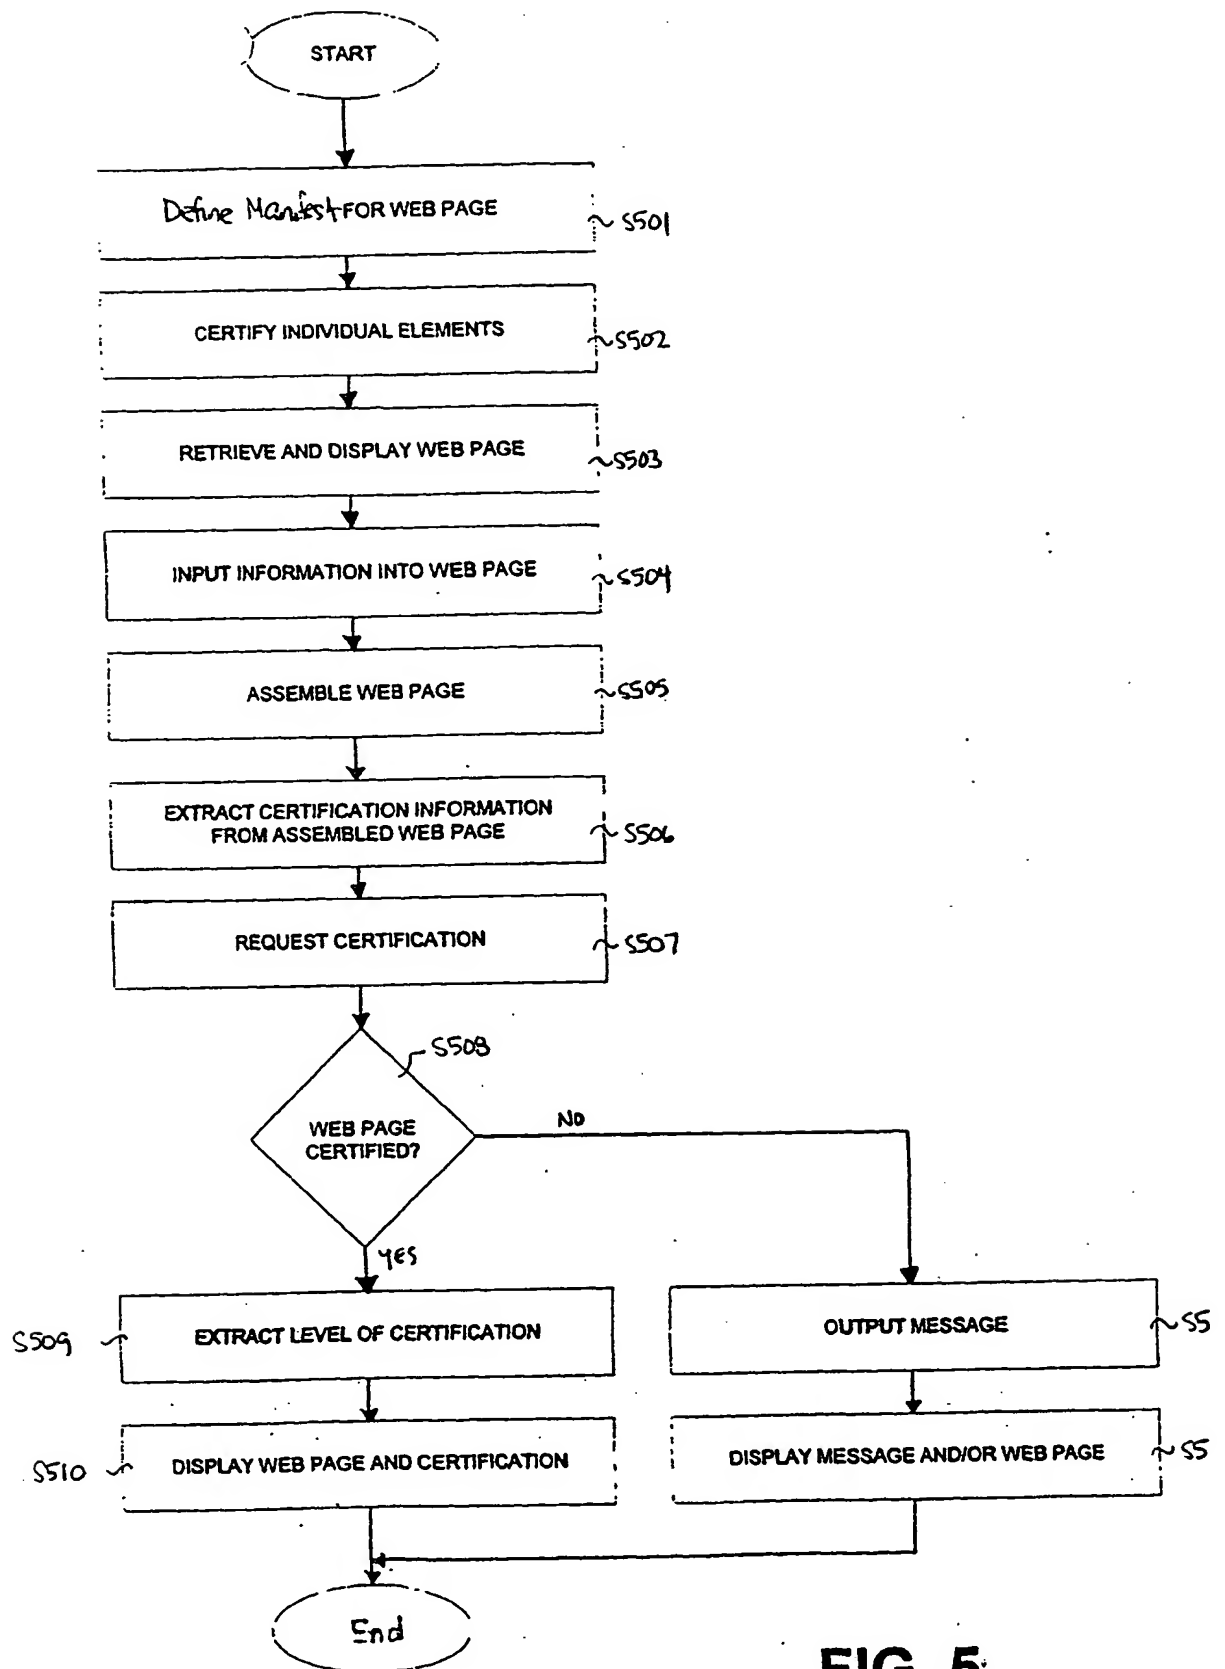 START
Define Manifest FOR WEB PAGE
S501
CERTIFY INDIVIDUAL ELEMENTS
S502
RETRIEVE AND DISPLAY WEB PAGE
S503
INPUT INFORMATION INTO WEB PAGE
S504
ASSEMBLE WEB PAGE
S505
EXTRACT CERTIFICATION INFORMATION
FROM ASSEMBLED WEB PAGE
S506
REQUEST CERTIFICATION
S507
S508
WEB PAGE
CERTIFIED?
NO
YES
S509
EXTRACT LEVEL OF CERTIFICATION
OUTPUT MESSAGE
S5
S510
DISPLAY WEB PAGE AND CERTIFICATION
DISPLAY MESSAGE AND/OR WEB PAGE
S5
End
FIG. 5